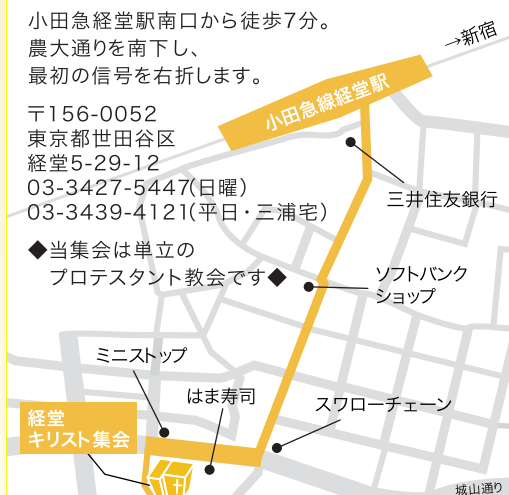 小田急経堂駅南口から徒歩7分。
農大通りを南下し、
最初の信号を右折します。
→新宿
小田急線経堂駅
〒156-0052
東京都世田谷区
経堂5-29-12
03-3427-5447(日曜)
03-3439-4121(平日・三浦宅)
三井住友銀行
◆当集会は単立の
プロテスタント教会です◆
ソフトバンク
ショップ
ミニストップ
はま寿司
スワローチェーン
経堂
キリスト集会
城山通り